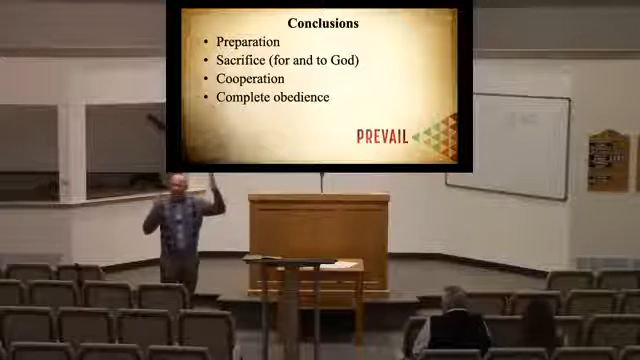 Conclusions
• Preparation
• Sacrifice (for and to God)
• Cooperation
• Complete obedience
PREVAIL